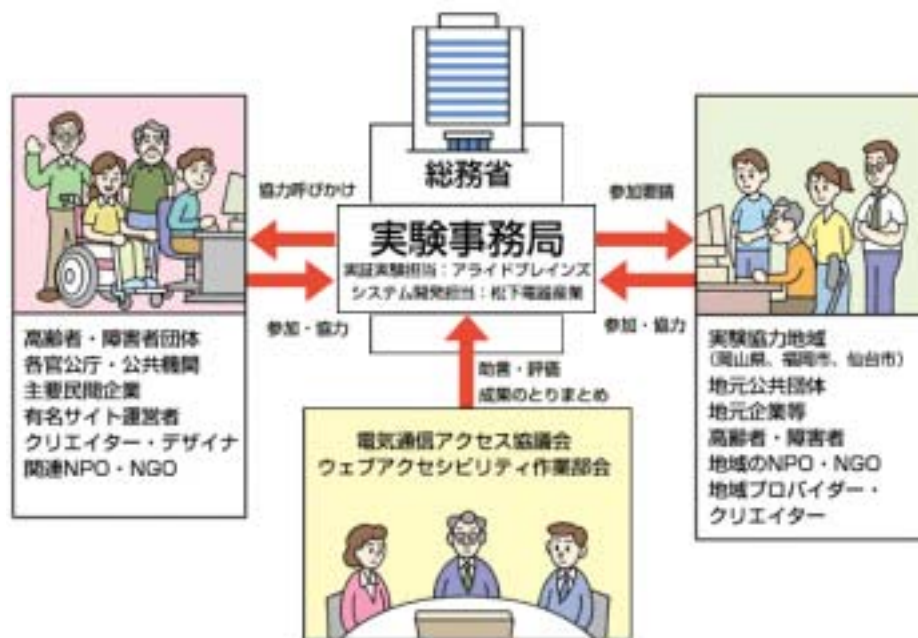 総務省
実験事務局
実証実験担当:アライドブレインズ
システム開発担当:松下電器産業
協力呼びかけ
参加・協力
参加要請
参加・協力
助言・評価
成果のとりまとめ
高齢者・障害者団体
各官公庁・公共機関
主要民間企業
有名サイト運営者
クリエイター・デザイナ
関連NPO・NGO
電気通信アクセス協議会
ウェブアクセシビリティ作業部会
実験協力地域
(岡山県、福岡市、仙台市)
地元公共団体
地元企業等
高齢者・障害者
地域のNPO・NGO
地域プロバイダー・
クリエイター